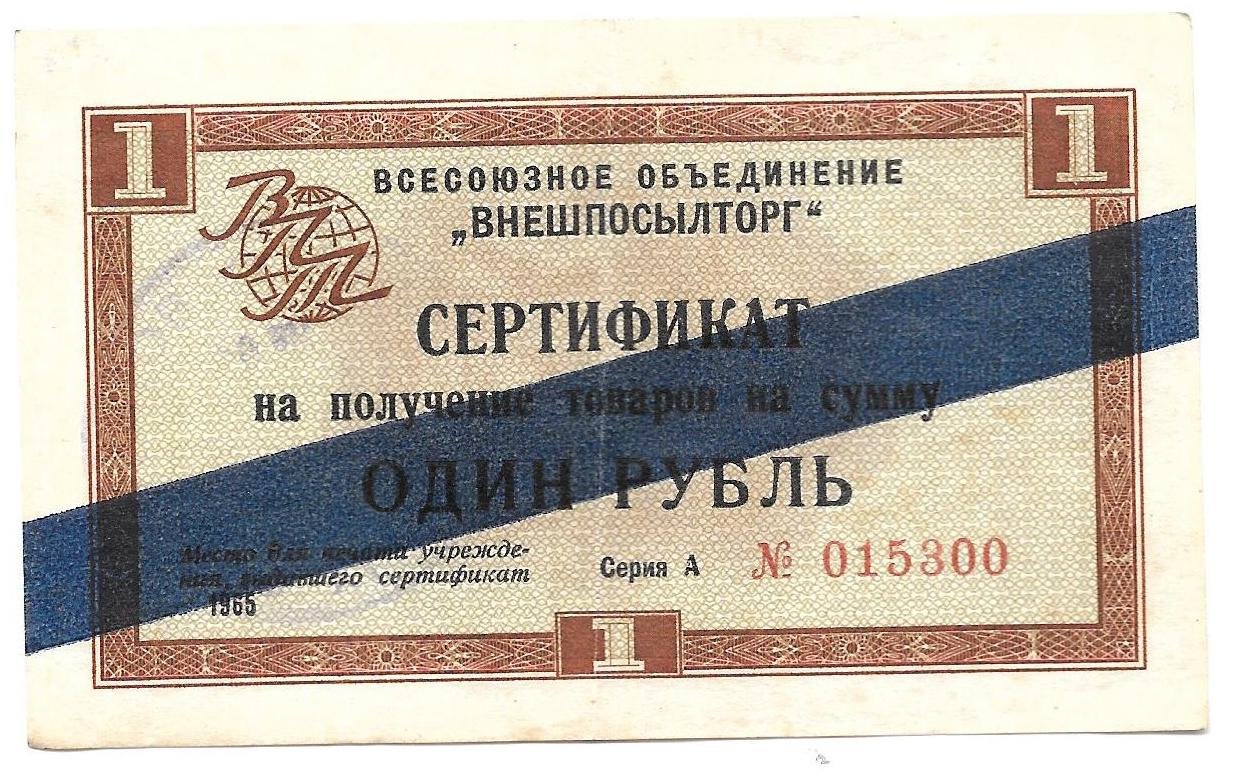 1 1
ВПТ
ВСЕСОЮЗНОЕ ОБЪЕДИНЕНИЕ
„ВНЕШПОСЫЛТОРГ“
СЕРТИФИКАТ
на получение товаров на сумму
ОДИН РУБЛЬ
Место для печати учрежде-
ния, выдавшего сертификат
1965
Серия А № 015300
1